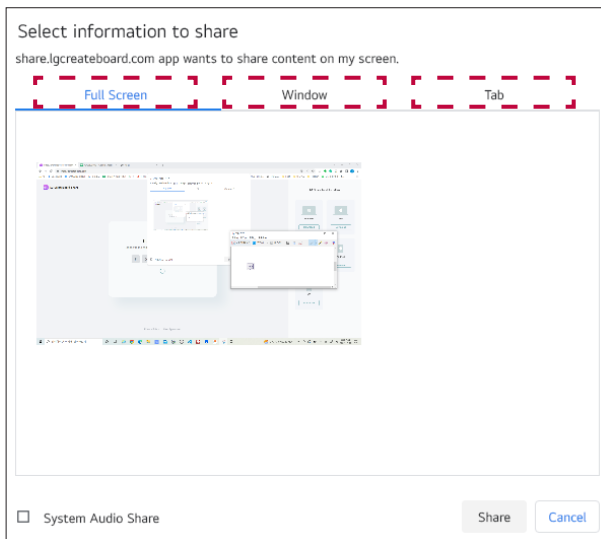 Select information to share
share.lgcreateboard.com app wants to share content on my screen.
Full Screen Window Tab
System Audio Share Share Cancel